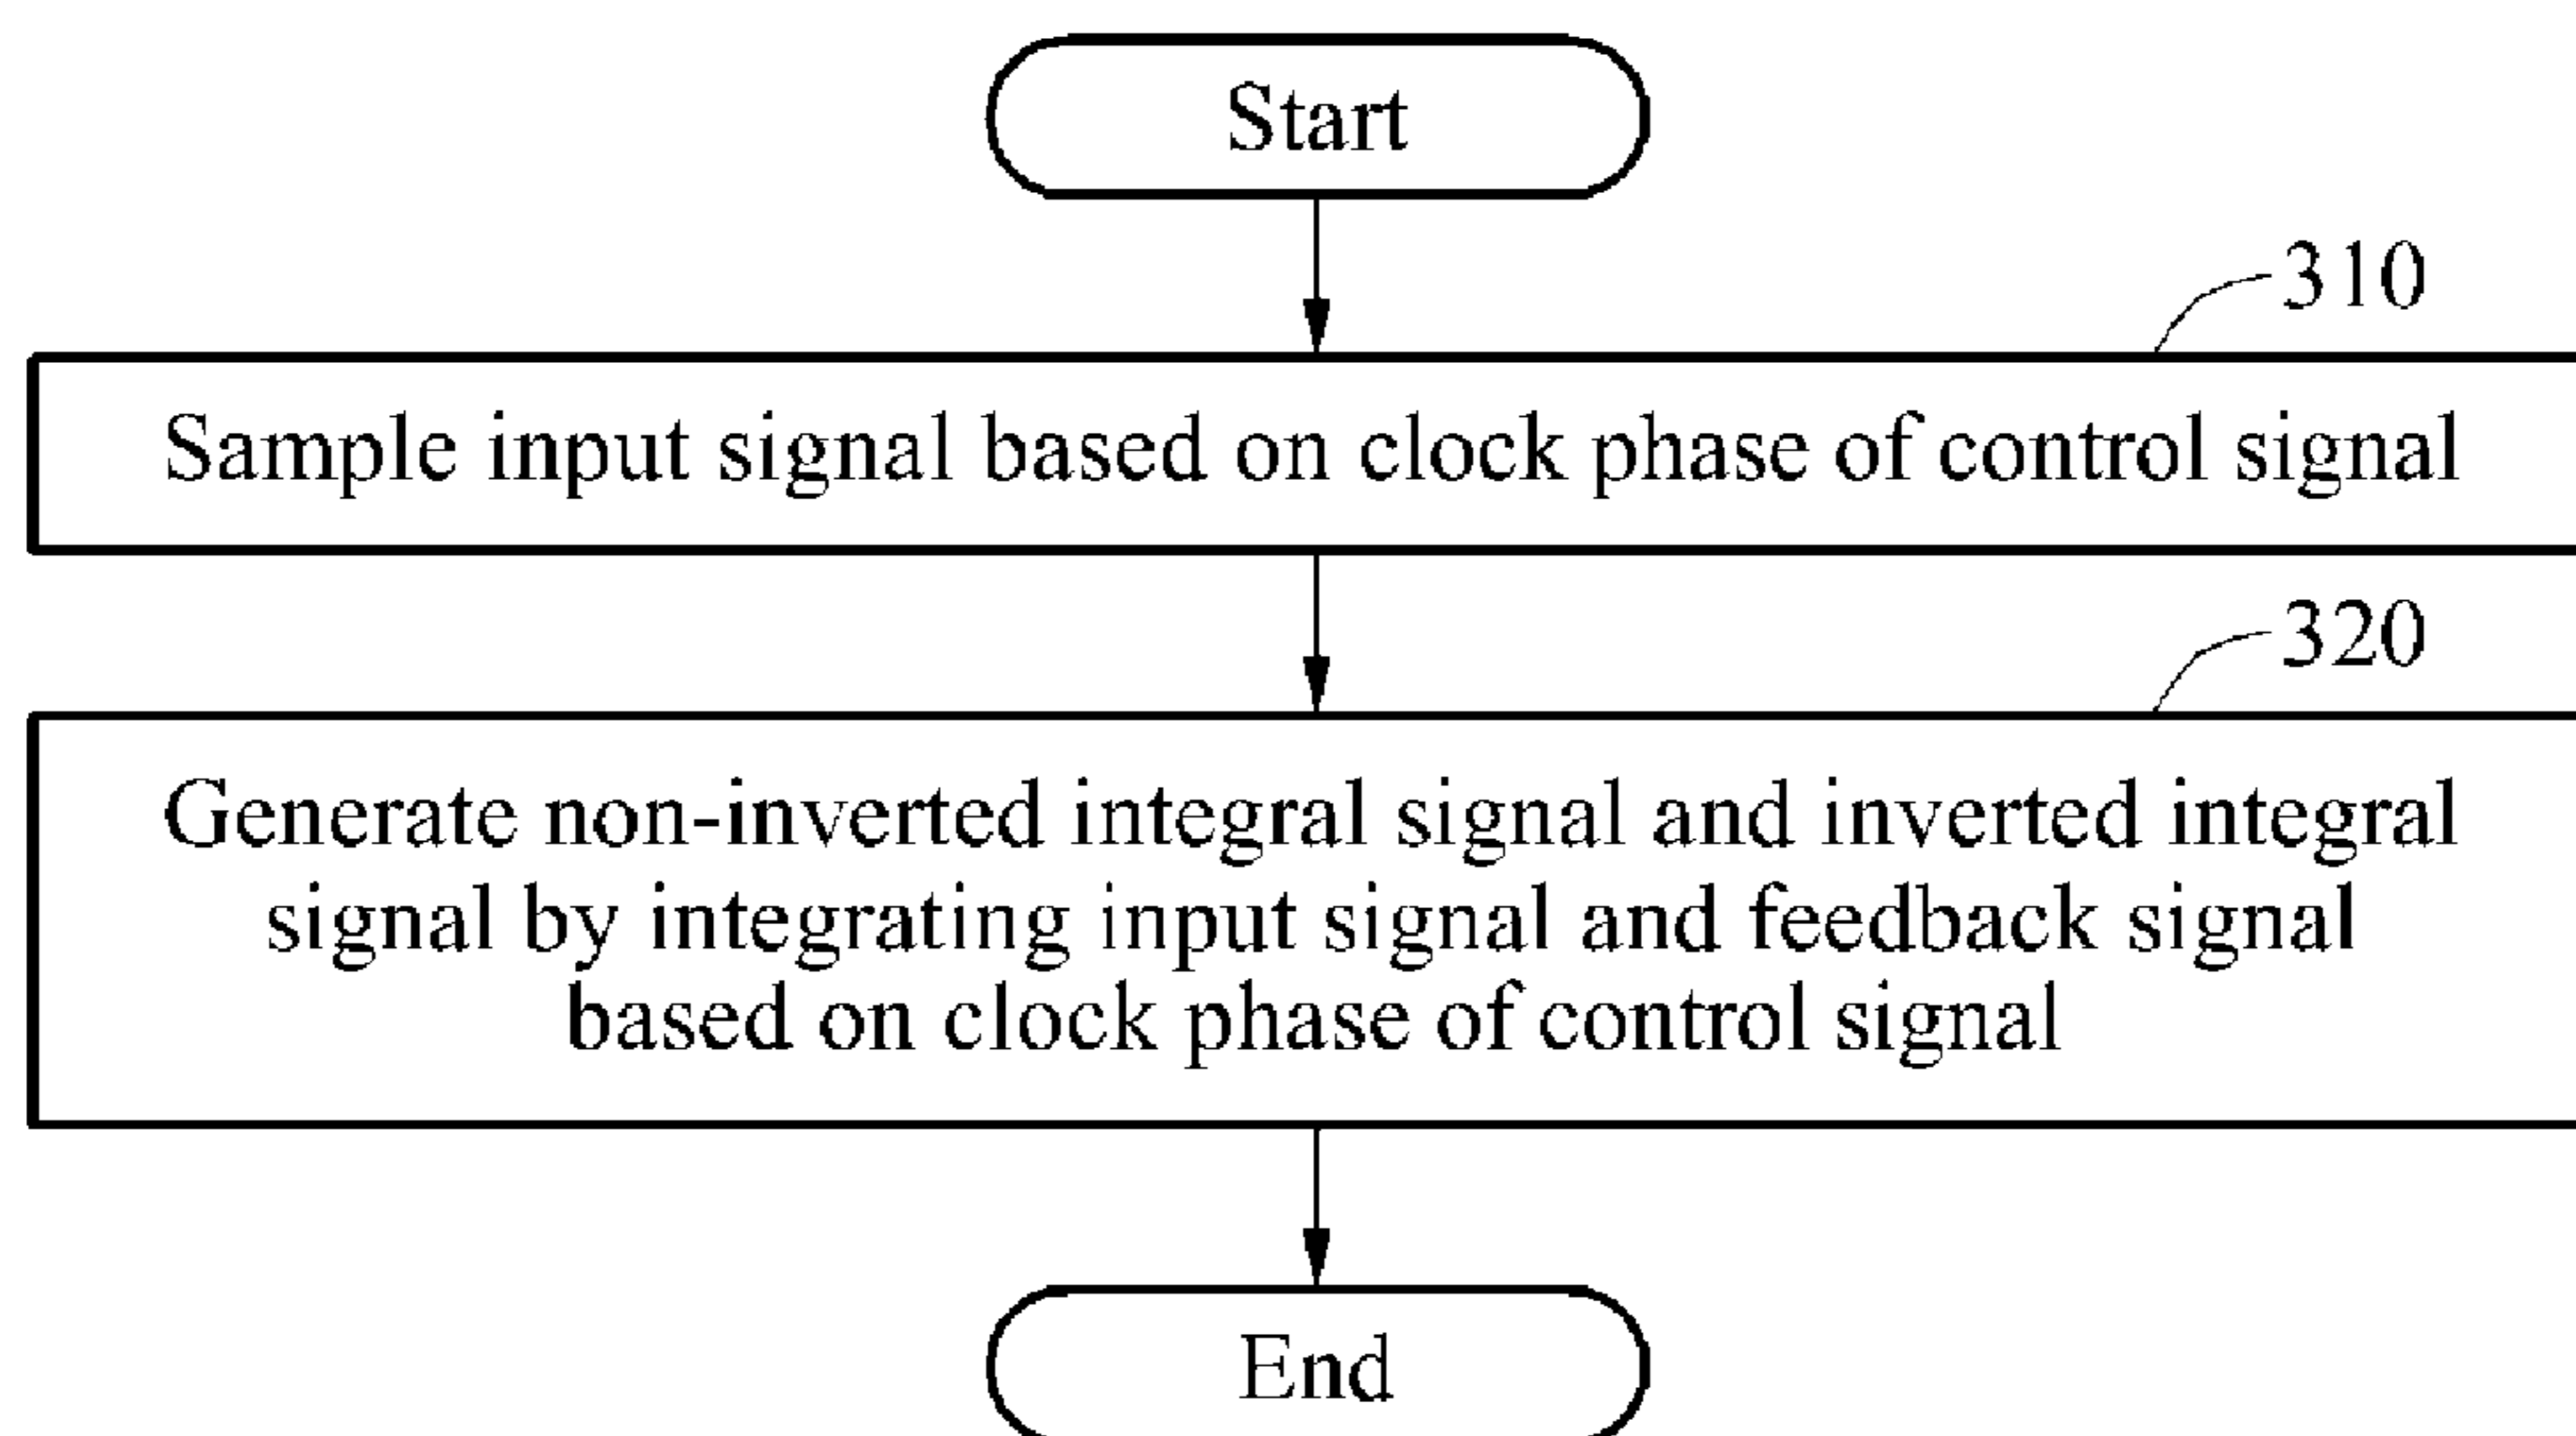 Start
310
Sample input signal based on clock phase of control signal
320
Generate non-inverted integral signal and inverted integral
signal by integrating input signal and feedback signal
based on clock phase of control signal
End